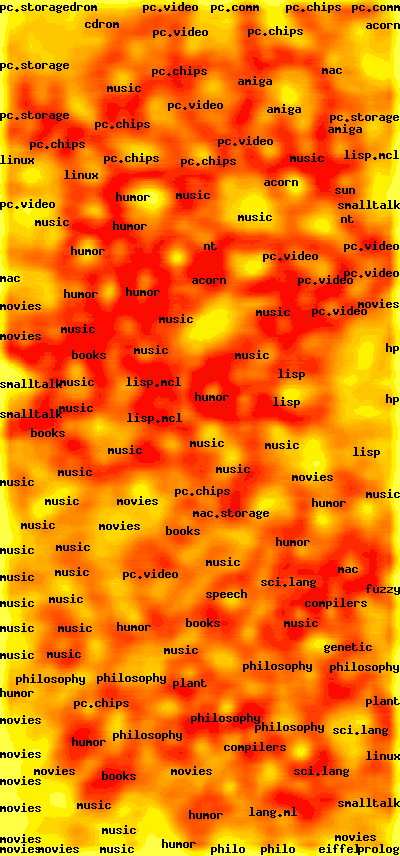 pc.storagedrom pc.video pc.comm pc.chips pc.comm
cdrom acorn
pc.video pc.chips
pc.storage
pc.chips mac
music amiga
pc.video amiga
pc.storage pc.storage
pc.chips amiga
pc.chips pc.video
linux pc.chips pc.chips music lisp.mcl
linux acorn
humor music sun
pc.video smalltalk
music humor music nt
humor nt pc.video pc.video
mac acorn pc.video pc.video
humor humor
movies movies
music music pc.video
movies music
books music music hp
smalltalk music lisp.mcl lisp
humor lisp hp
smalltalk music lisp.mcl
books
music music music lisp
music music movies
music pc.chips music
music movies humor
music movies mac.storage
books
music music humor
music music pc.video music mac
sci.lang fuzzy
music music speech compilers
music music humor books music
music music music genetic
philosophy philosophy
philosophy philosophy plant
humor pc.chips plant
movies philosophy philosophy sci.lang
humor philosophy compilers
movies linux
movies movies books movies sci.lang
movies music smalltalk
humor lang.ml
movies music movies
movies movies music humor philo philo eiffel prolog